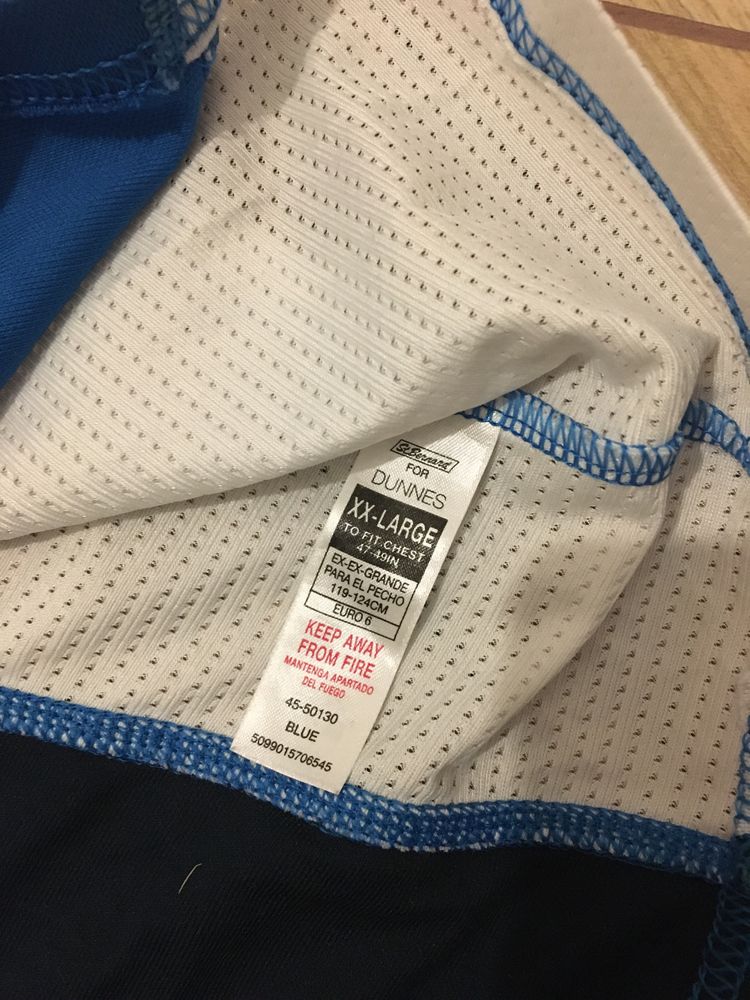 St.Bernard
FOR
DUNNES
XX-LARGE
TO FIT CHEST
47-49IN
EX-EX-GRANDE
PARA EL PECHO
119-124CM
EURO 6
KEEP AWAY
FROM FIRE
MANTENGA APARTADO
DEL FUEGO
45-50130
BLUE
5099015706545